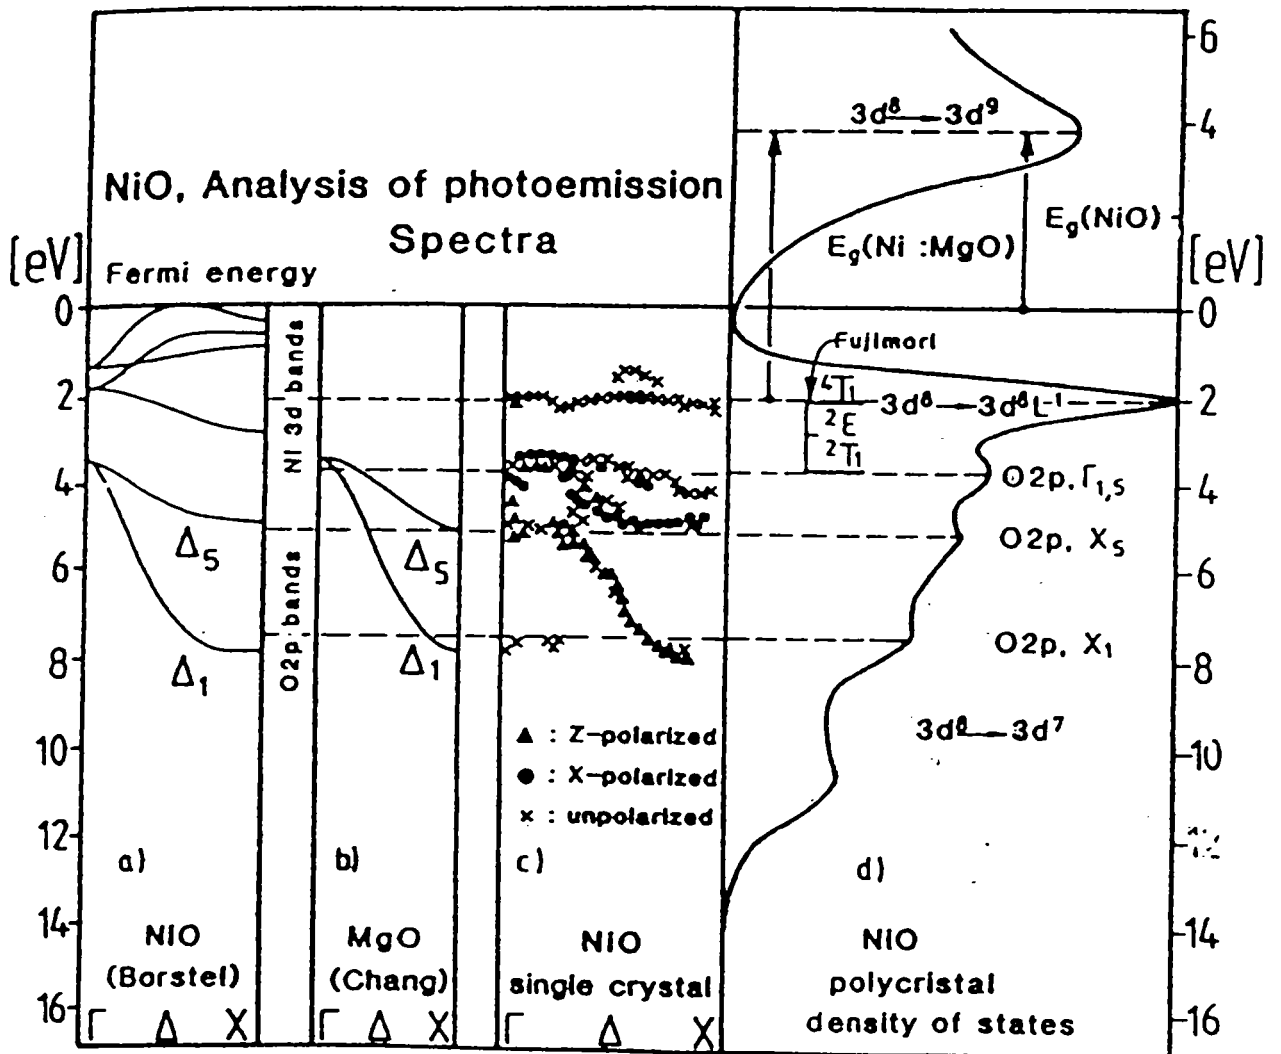 NiO, Analysis of photoemission
Spectra
[eV]
Fermi energy
0
2
4
6
8
10
12
14
16
Δ5
Δ1
a)
NiO
(Borstel)
Γ Δ X
Ni 3d bands
O2p bands
Δ5
Δ1
b)
MgO
(Chang)
Γ Δ X
▲ : Z-polarized
● : X-polarized
× : unpolarized
c)
NiO
single crystal
Γ Δ X
3d⁸ — 3d⁹
Eg(Ni :MgO)
Eg(NiO)
Fujimori
⁴T₁
3d⁸ — 3d⁸L⁻¹
²E
²T₁
O2p, Γ1,5
O2p, X5
O2p, X1
3d⁸ — 3d⁷
d)
NiO
polycristal
density of states
6
4
[eV]
0
2
4
6
8
10
12
14
16